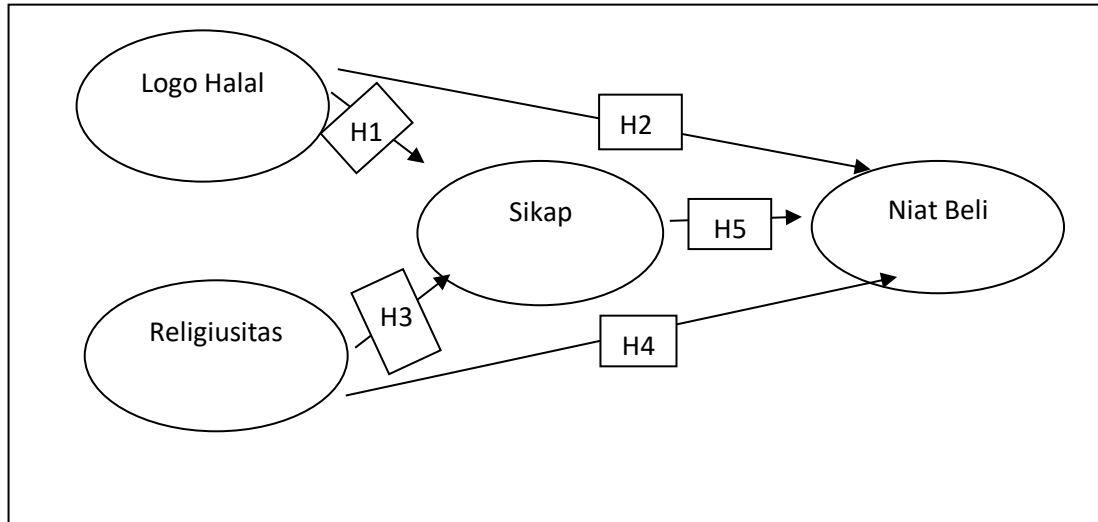 Logo Halal
H1
H2
Sikap
Niat Beli
H5
Religiusitas
H3
H4